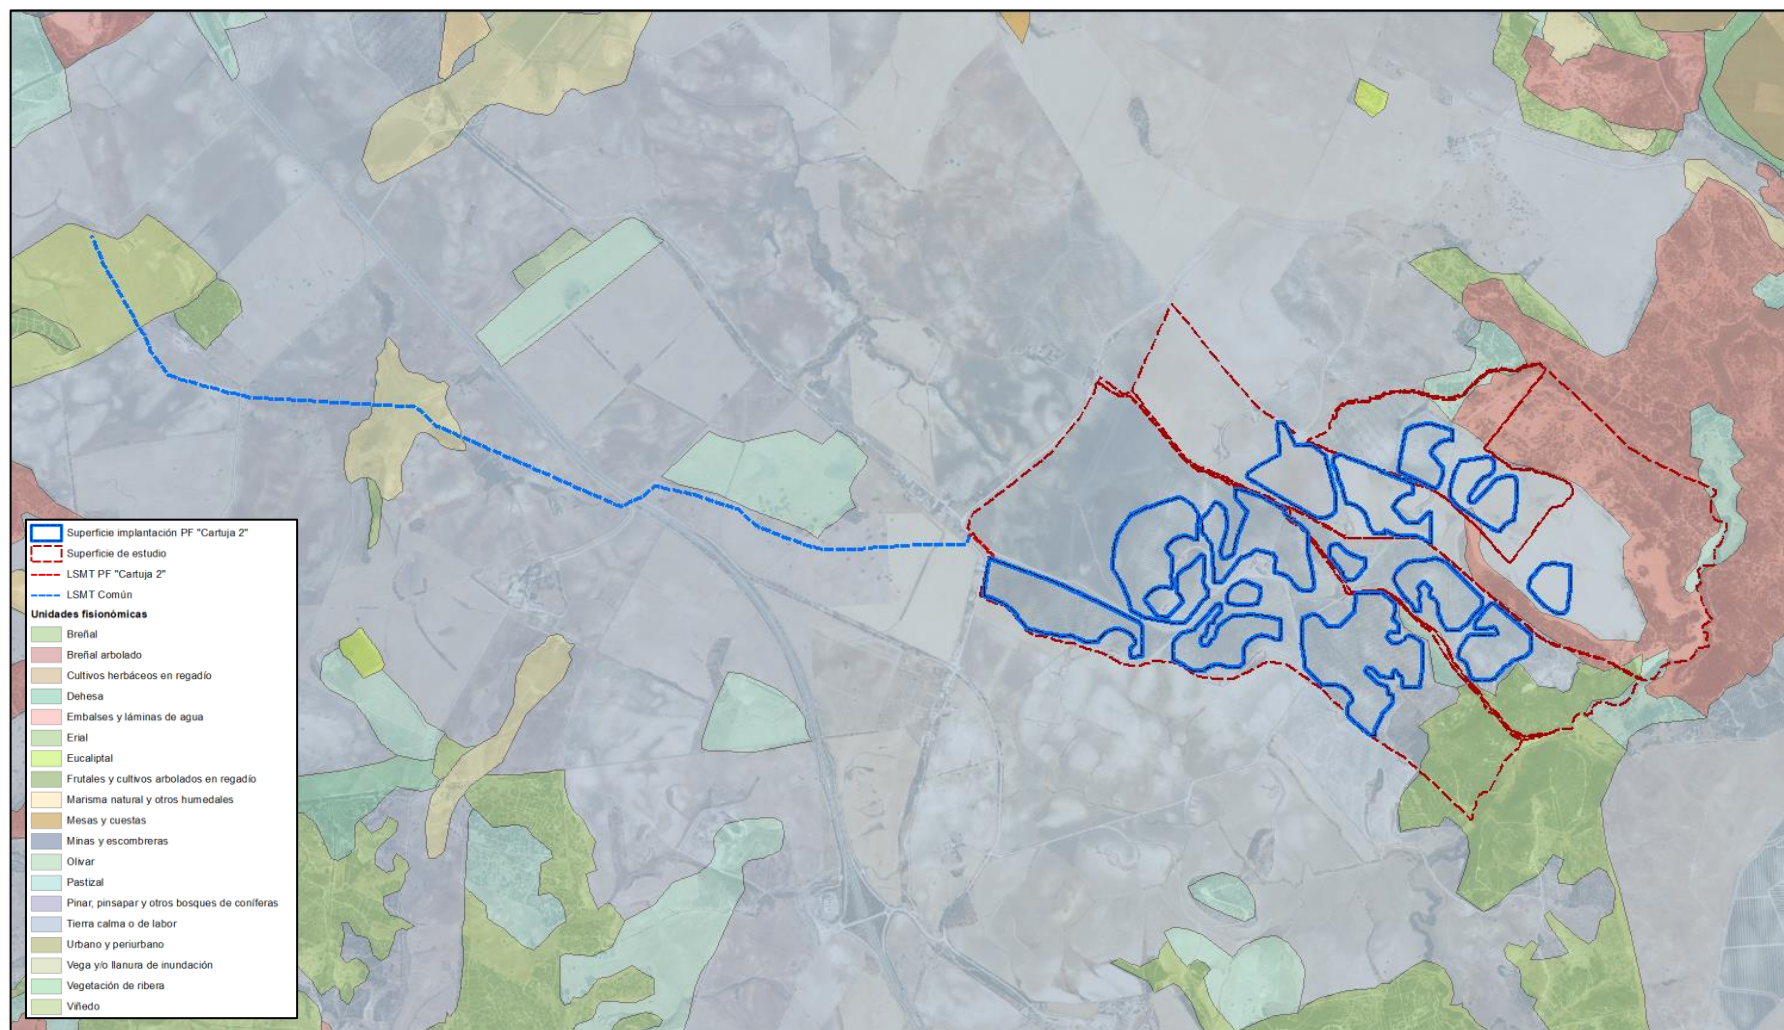 Superficie implantación PF "Cartuja 2"
Superficie de estudio
LSMT PF "Cartuja 2"
LSMT Común
Unidades fisionómicas
Breñal
Breñal arbolado
Cultivos herbáceos en regadío
Dehesa
Embalses y láminas de agua
Erial
Eucaliptal
Frutales y cultivos arbolados en regadío
Marisma natural y otros humedales
Mesas y cuestas
Minas y escombreras
Olivar
Pastizal
Pinar, pinsapar y otros bosques de coníferas
Tierra calma o de labor
Urbano y periurbano
Vega y/o llanura de inundación
Vegetación de ribera
Viñedo